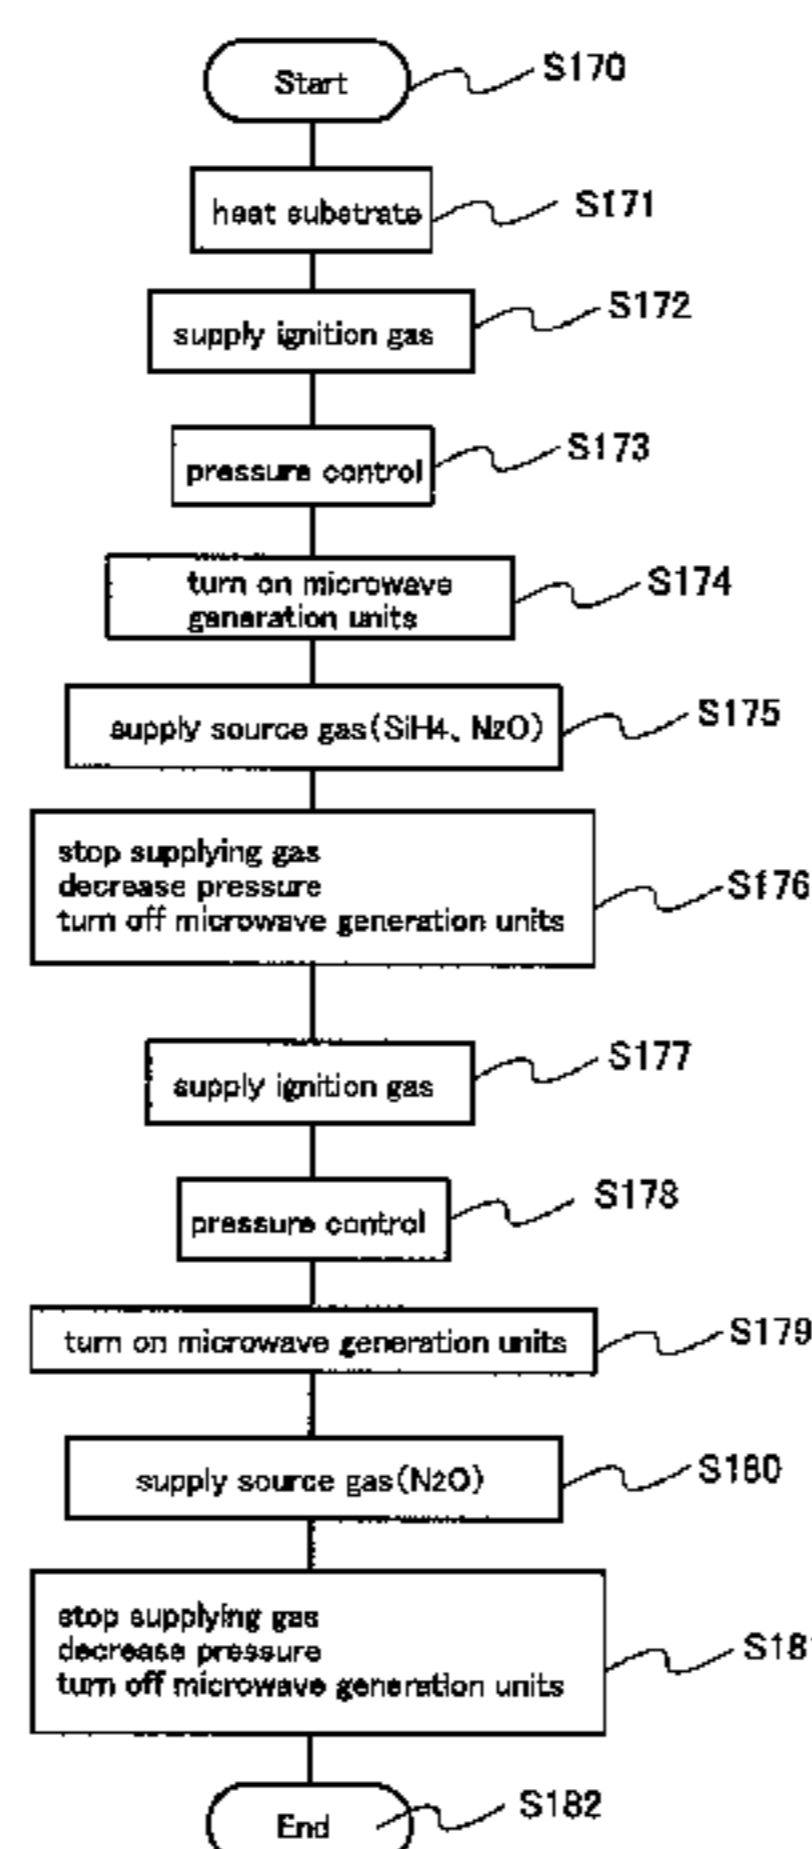 Start
S170
heat substrate
S171
supply ignition gas
S172
pressure control
S173
turn on microwave
generation units
S174
supply source gas(SiH4、N2O)
S175
stop supplying gas
decrease pressure
turn off microwave generation units
S176
supply ignition gas
S177
pressure control
S178
turn on microwave generation units
S179
supply source gas(N2O)
S180
stop supplying gas
decrease pressure
turn off microwave generation units
S181
End
S182